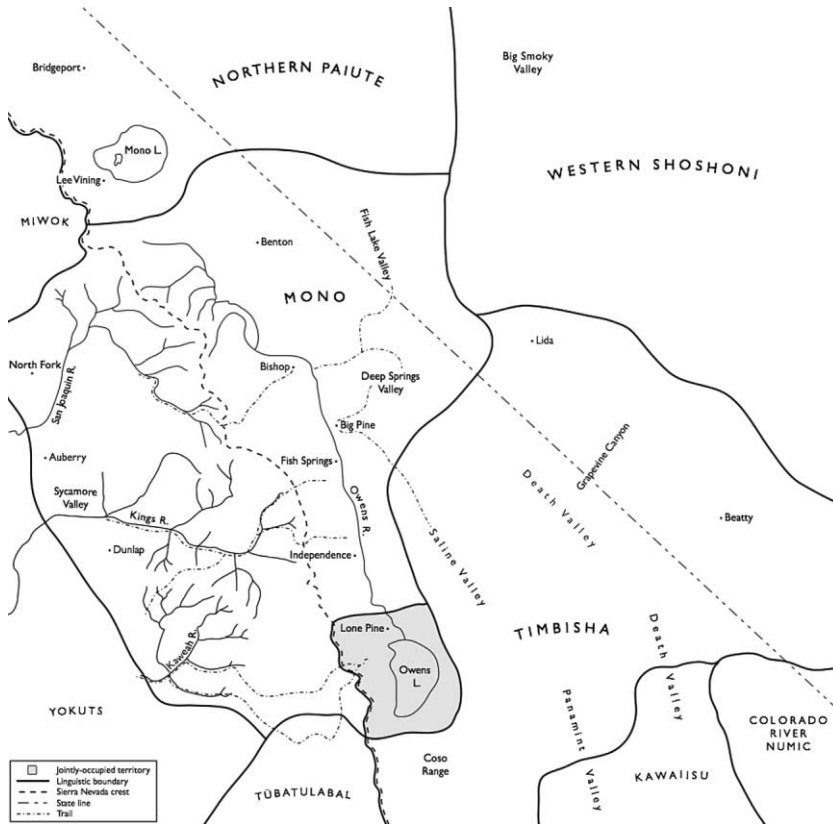 Bridgeport
NORTHERN PAIUTE
Big Smoky
Valley
Mono L.
Lee Vining
WESTERN SHOSHONI
MIWOK
Benton
Fish Lake Valley
MONO
Lida
North Fork
San Joaquin R.
Bishop
Deep Springs
Valley
Big Pine
Auberry
Fish Springs
Grapevine Canyon
Sycamore
Valley
Kings R.
Owens R.
Death Valley
Beatty
Dunlap
Independence
Saline Valley
Lone Pine
TIMBISHA
Death Valley
Kaweah R.
Owens
L.
Panamint Valley
YOKUTS
COLORADO
RIVER
NUMIC
Coso
Range
KAWAIISU
TÜBATULABAL
Jointly-occupied territory
Linguistic boundary
Sierra Nevada crest
State line
Trail